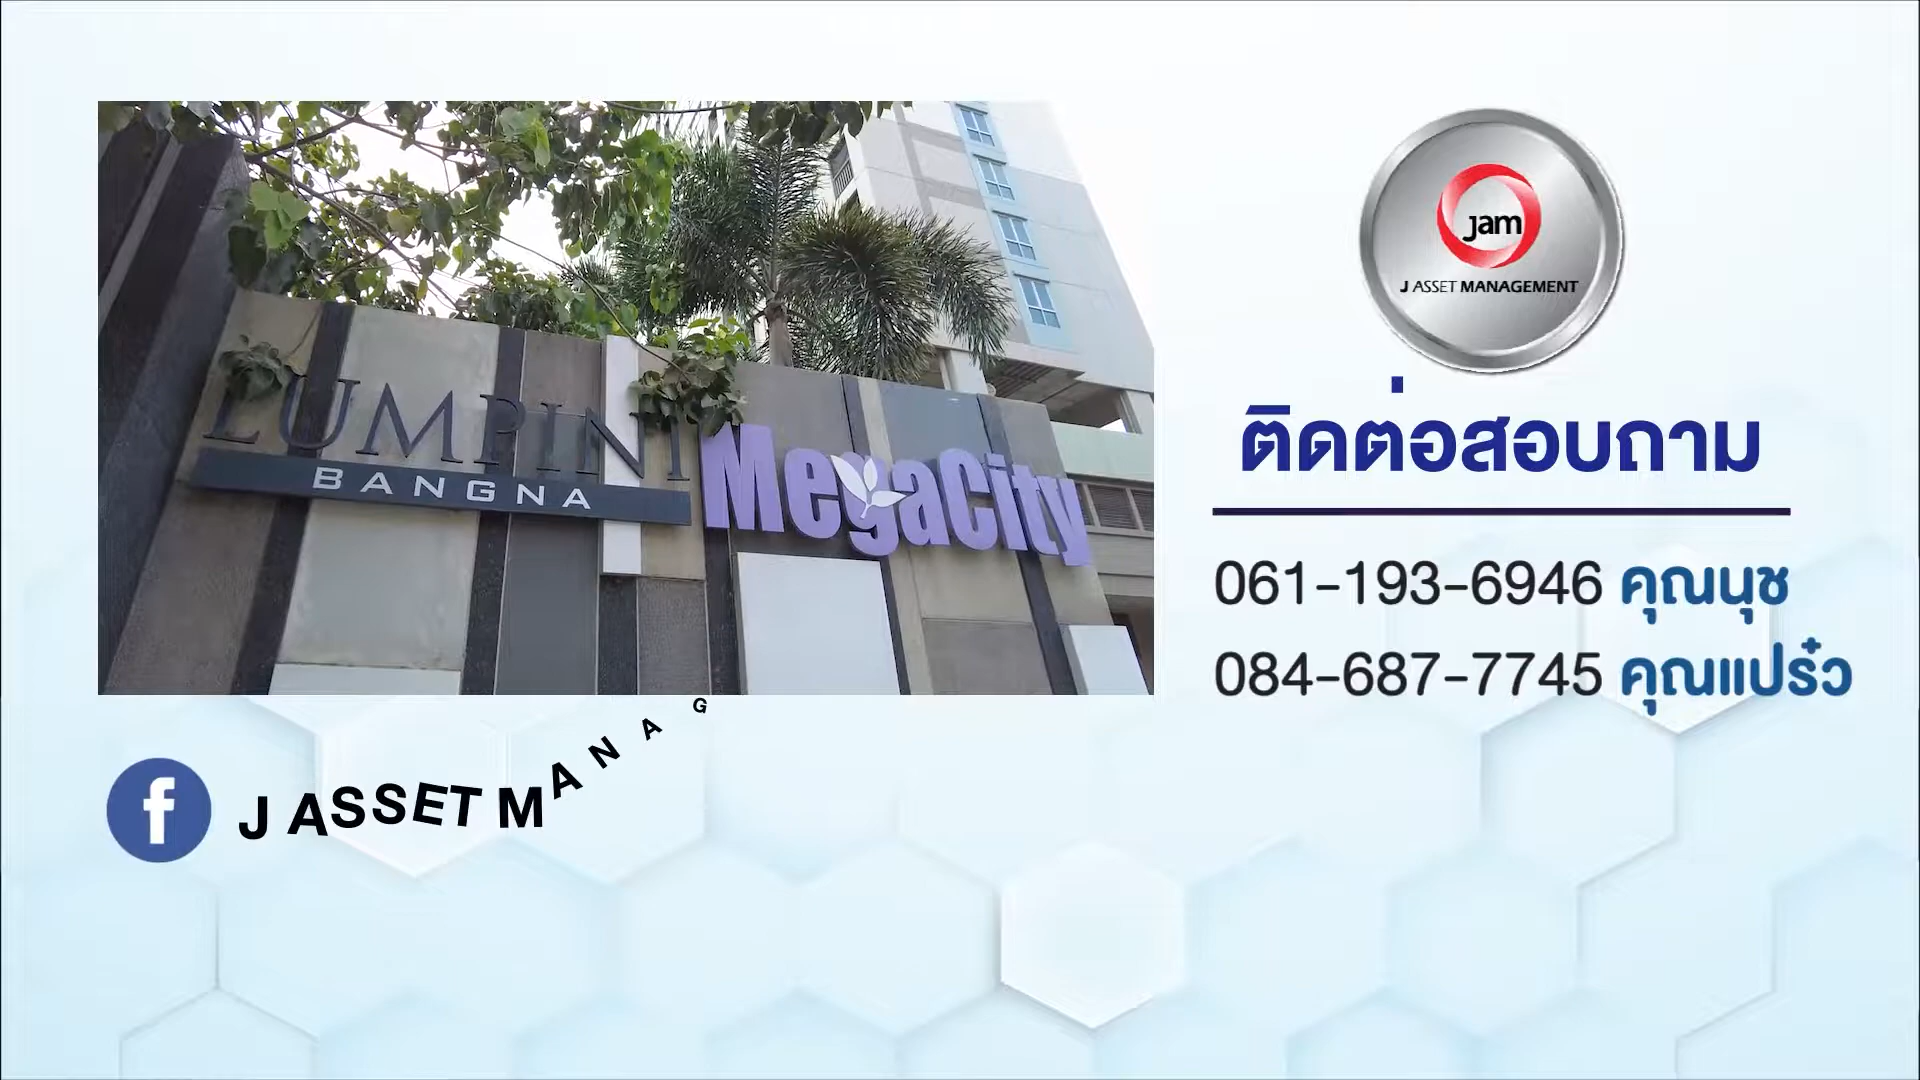 LUMPINI
BANGNA
MegaCity
jam
J ASSET MANAGEMENT
ติดต่อสอบถาม
061-193-6946 คุณนุช
084-687-7745 คุณแปร๋ว
J ASSET MANAG